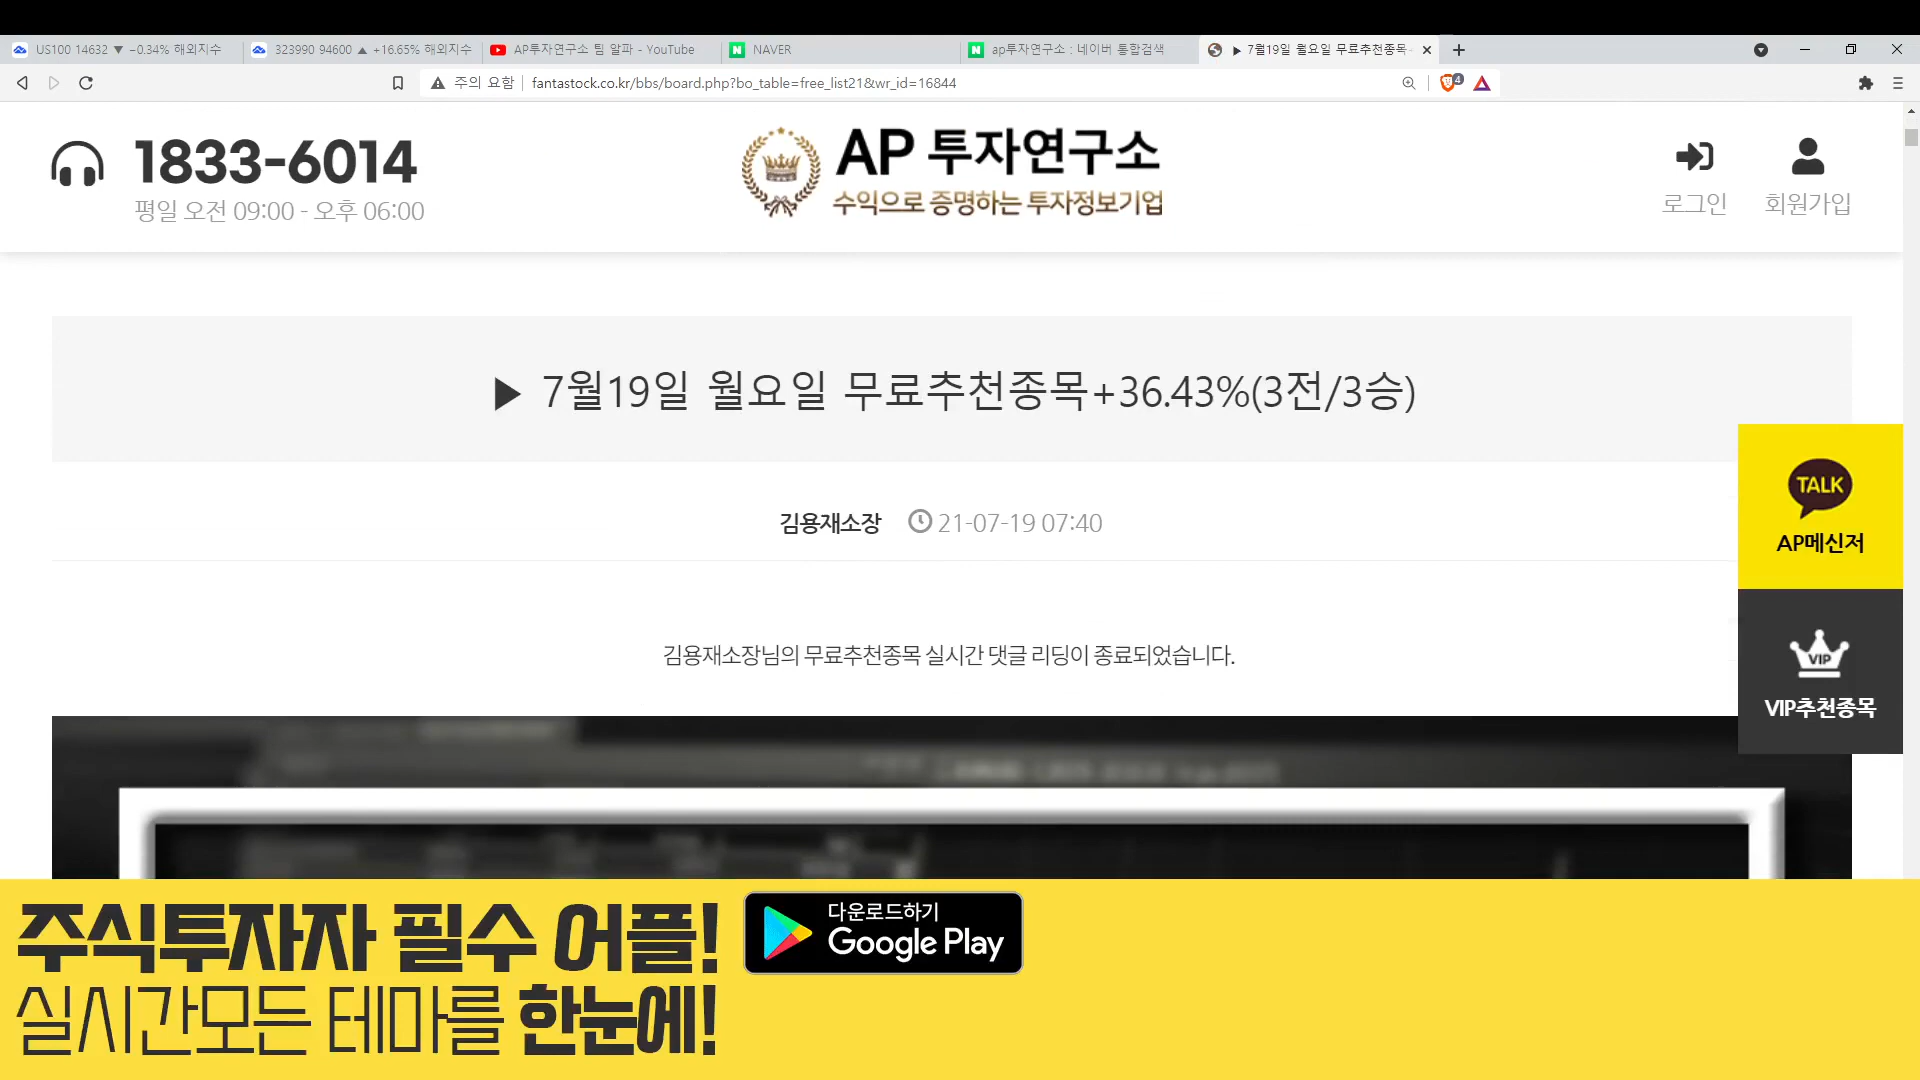 US100 14632 ▼ −0.34% 해외지수
323990 94600 ▲ +16.65% 해외지수
AP투자연구소 팀 알파 - YouTube
NAVER
ap투자연구소 : 네이버 통합검색
▶ 7월19일 월요일 무료추천종목
주의 요함
fantastock.co.kr/bbs/board.php?bo_table=free_list21&wr_id=16844
4
1833-6014
평일 오전 09:00 - 오후 06:00
AP 투자연구소
수익으로 증명하는 투자정보기업
로그인
회원가입
▶ 7월19일 월요일 무료추천종목+36.43%(3전/3승)
김용재소장 21-07-19 07:40
TALK
AP메신저
김용재소장님의 무료추천종목 실시간 댓글 리딩이 종료되었습니다.
VIP
VIP추천종목
주식투자자 필수 어플!
다운로드하기
Google Play
실시간모든 테마를 한눈에!